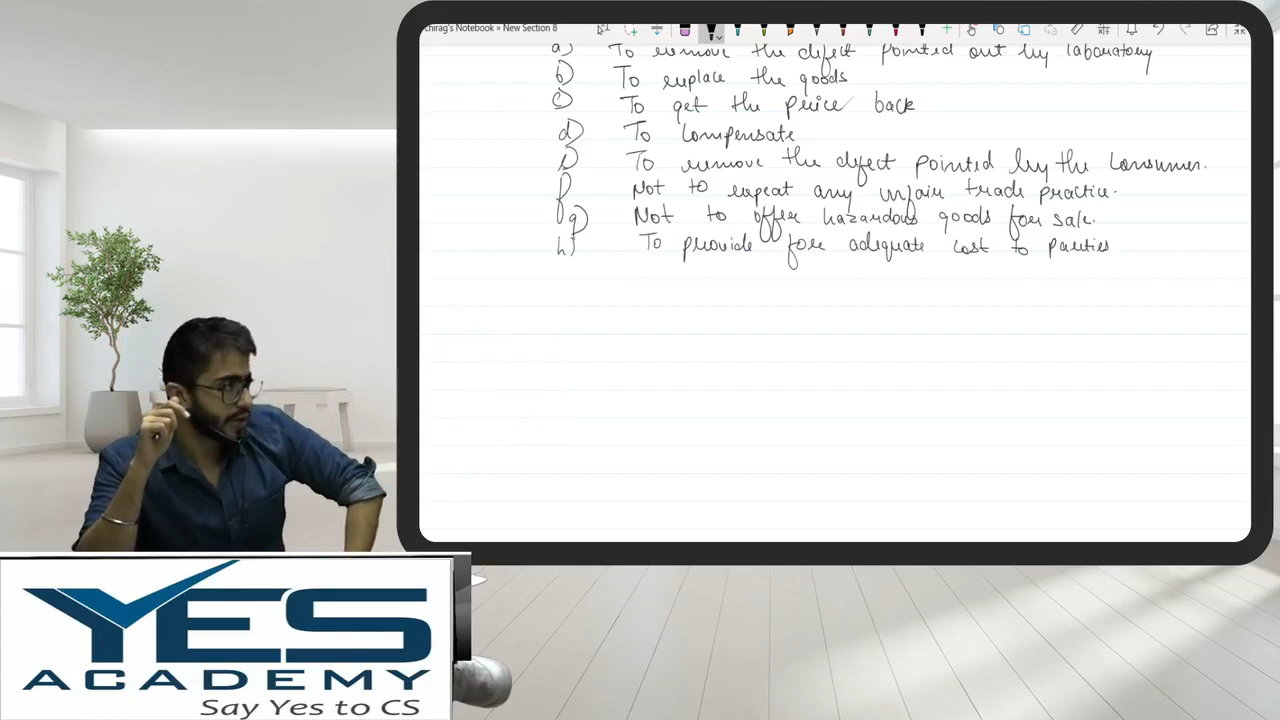 chirag's Notebook » New Section 8
a) To remove the defect pointed out by laboratory
b) To replace the goods
c) To get the price back
d) To compensate
e) To remove the defect pointed by the consumer.
f) Not to repeat any unfair trade practice.
g) Not to offer hazardous goods for sale.
h) To provide for adequate cost to parties
YES
ACADEMY
Say Yes to CS